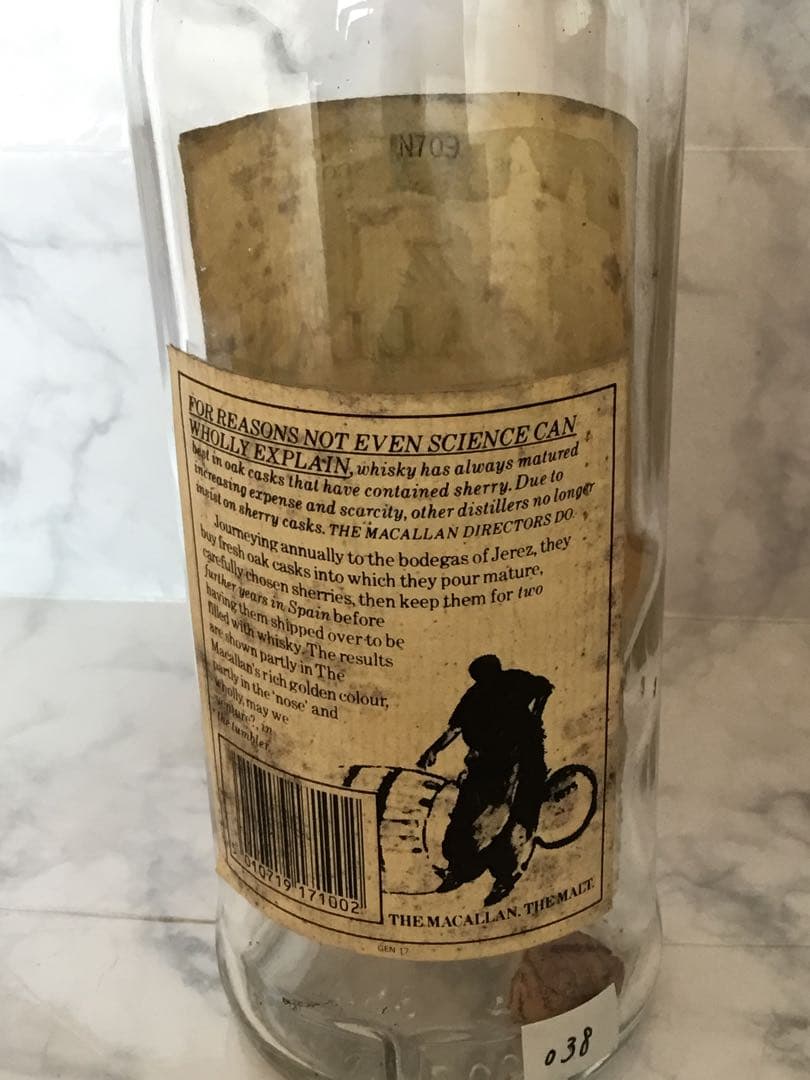 N709
FOR REASONS NOT EVEN SCIENCE CAN
WHOLLY EXPLAIN, whisky has always matured
best in oak casks that have contained sherry. Due to
increasing expense and scarcity, other distillers no longer
insist on sherry casks. THE MACALLAN DIRECTORS DO.
Journeying annually to the bodegas of Jerez, they
buy fresh oak casks into which they pour mature,
carefully chosen sherries, then keep them for two
further years in Spain before
having them shipped over to be
filled with whisky. The results
are shown partly in The
Macallan's rich golden colour,
partly in the 'nose' and
wholly, may we
venture?.. in
the tumbler.
5 010719 171002
THE MACALLAN. THE MALT.
GEN 17
038